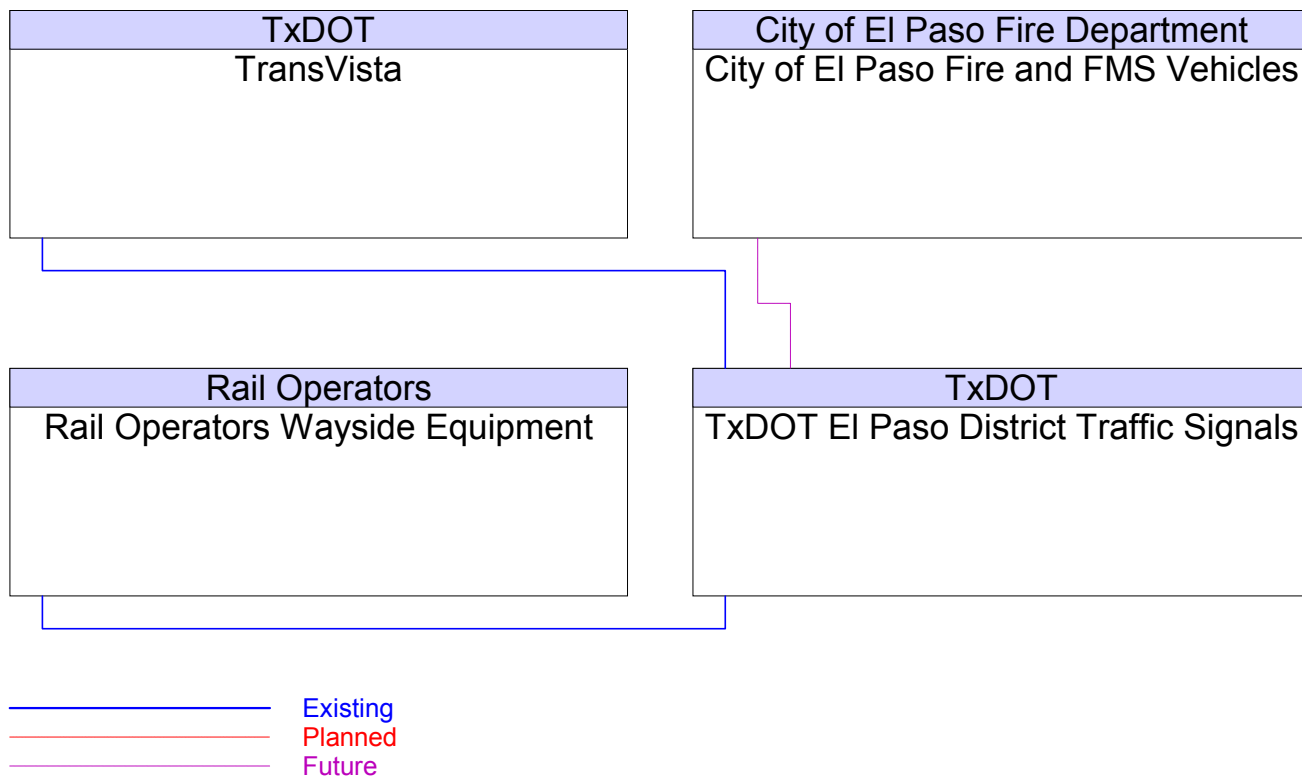 TxDOT
TransVista
City of El Paso Fire Department
City of El Paso Fire and FMS Vehicles
Rail Operators
Rail Operators Wayside Equipment
TxDOT
TxDOT El Paso District Traffic Signals
Existing
Planned
Future